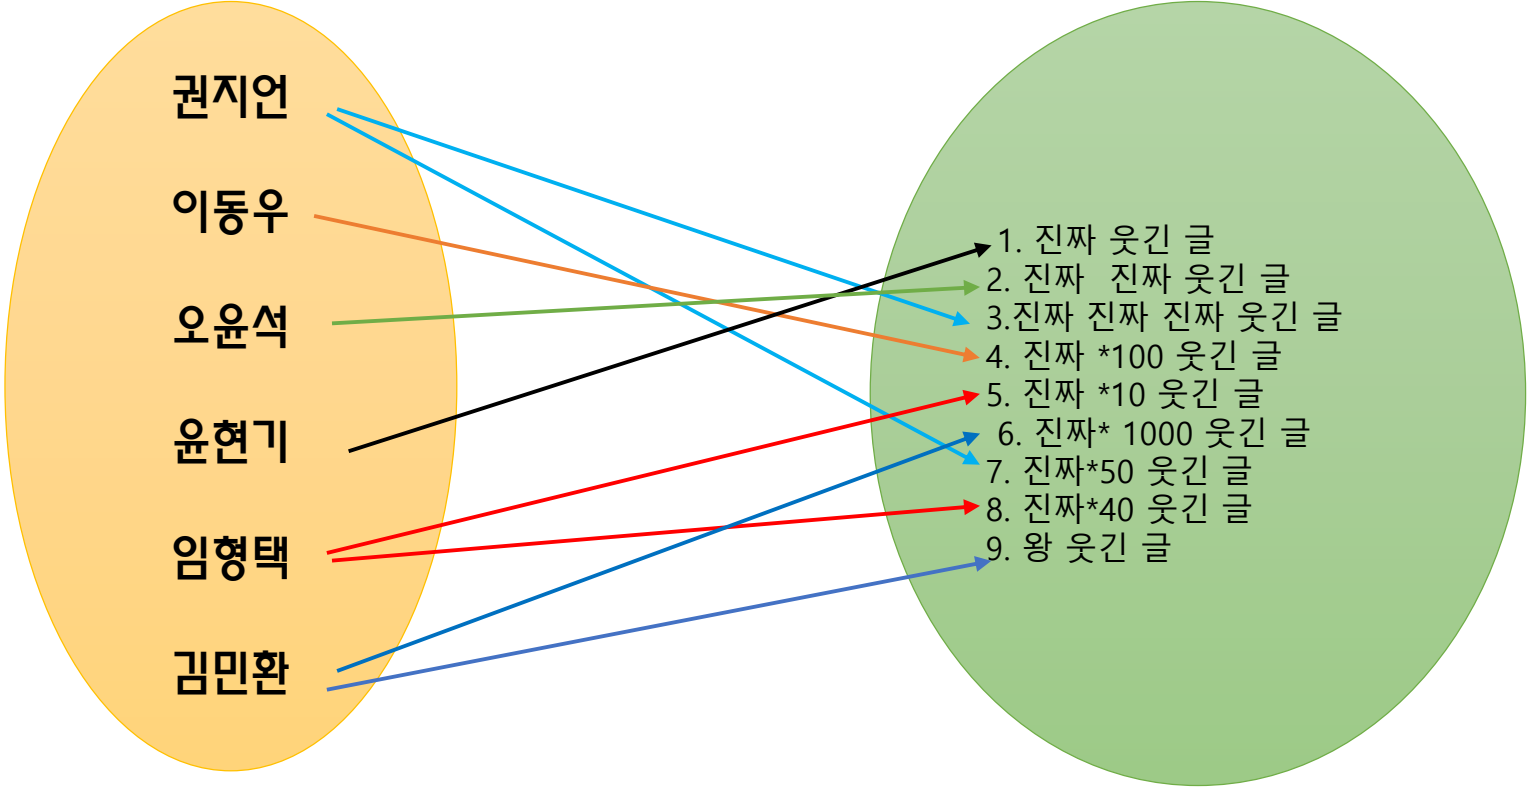 권지언
이동우
오윤석
윤현기
임형택
김민환
1. 진짜 웃긴 글
2. 진짜  진짜 웃긴 글
3.진짜 진짜 진짜 웃긴 글
4. 진짜 *100 웃긴 글
5. 진짜 *10 웃긴 글
6. 진짜* 1000 웃긴 글
7. 진짜*50 웃긴 글
8. 진짜*40 웃긴 글
9. 왕 웃긴 글